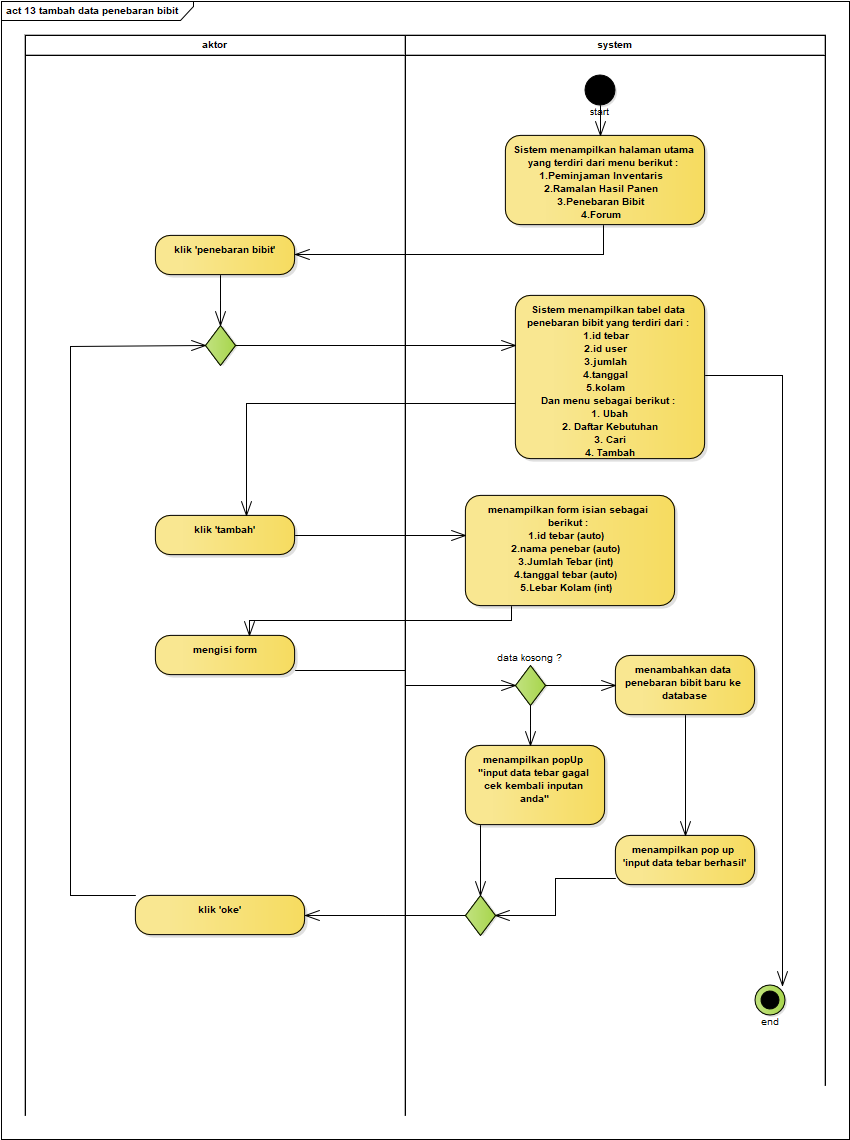 act 13 tambah data penebaran bibit
aktor
system
start
Sistem menampilkan halaman utama
yang terdiri dari menu berikut :
1.Peminjaman Inventaris
2.Ramalan Hasil Panen
3.Penebaran Bibit
4.Forum
klik 'penebaran bibit'
Sistem menampilkan tabel data
penebaran bibit yang terdiri dari :
1.id tebar
2.id user
3.jumlah
4.tanggal
5.kolam
Dan menu sebagai berikut :
1. Ubah
2. Daftar Kebutuhan
3. Cari
4. Tambah
klik 'tambah'
menampilkan form isian sebagai
berikut :
1.id tebar (auto)
2.nama penebar (auto)
3.Jumlah Tebar (int)
4.tanggal tebar (auto)
5.Lebar Kolam (int)
mengisi form
data kosong ?
menambahkan data
penebaran bibit baru ke
database
menampilkan popUp
"input data tebar gagal
cek kembali inputan
anda"
menampilkan pop up
'input data tebar berhasil'
klik 'oke'
end